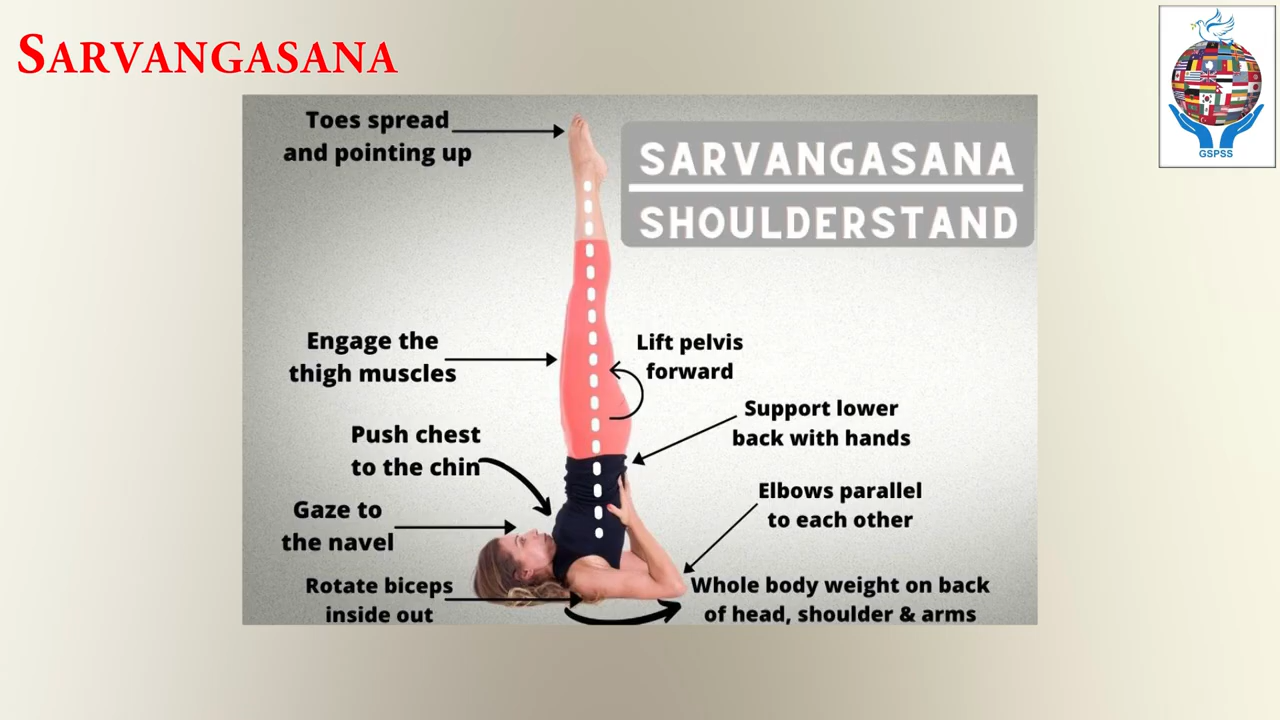 SARVANGASANA
GSPSS
Toes spread
and pointing up
SARVANGASANA
SHOULDERSTAND
Engage the
thigh muscles
Lift pelvis
forward
Support lower
back with hands
Push chest
to the chin
Elbows parallel
to each other
Gaze to
the navel
Rotate biceps
inside out
Whole body weight on back
of head, shoulder & arms